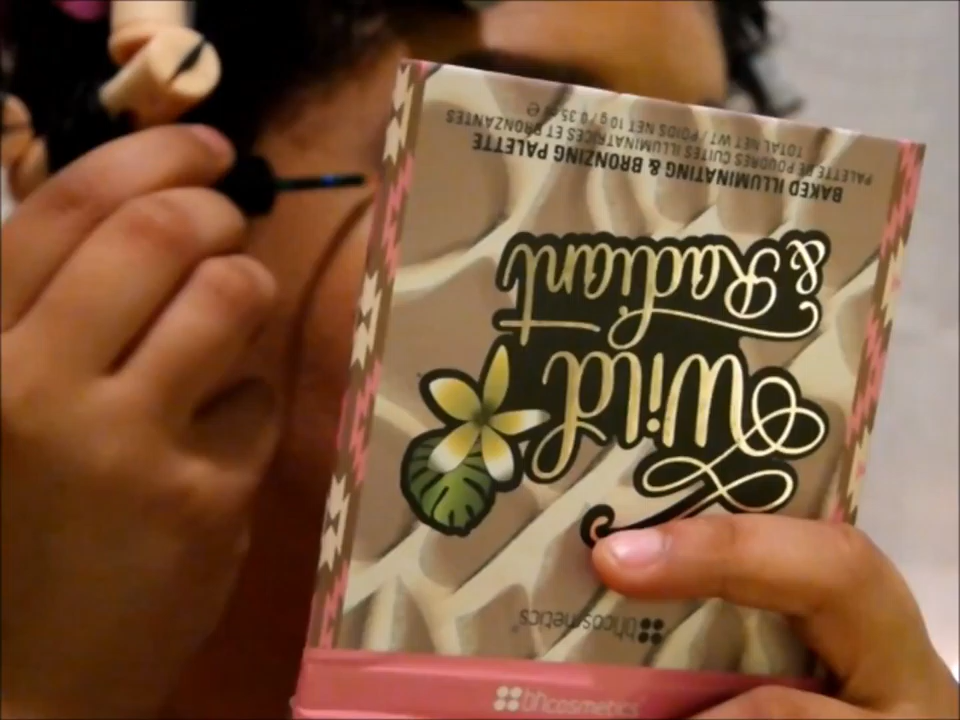 bhcosmetics®
Wild
& Radiant
BAKED ILLUMINATING & BRONZING PALETTE
PALETTE DE POUDRES CUITES ILLUMINATRICES ET BRONZANTES
TOTAL NET WT / POIDS NET 10 g / 0.35 oz ℮
bhcosmetics